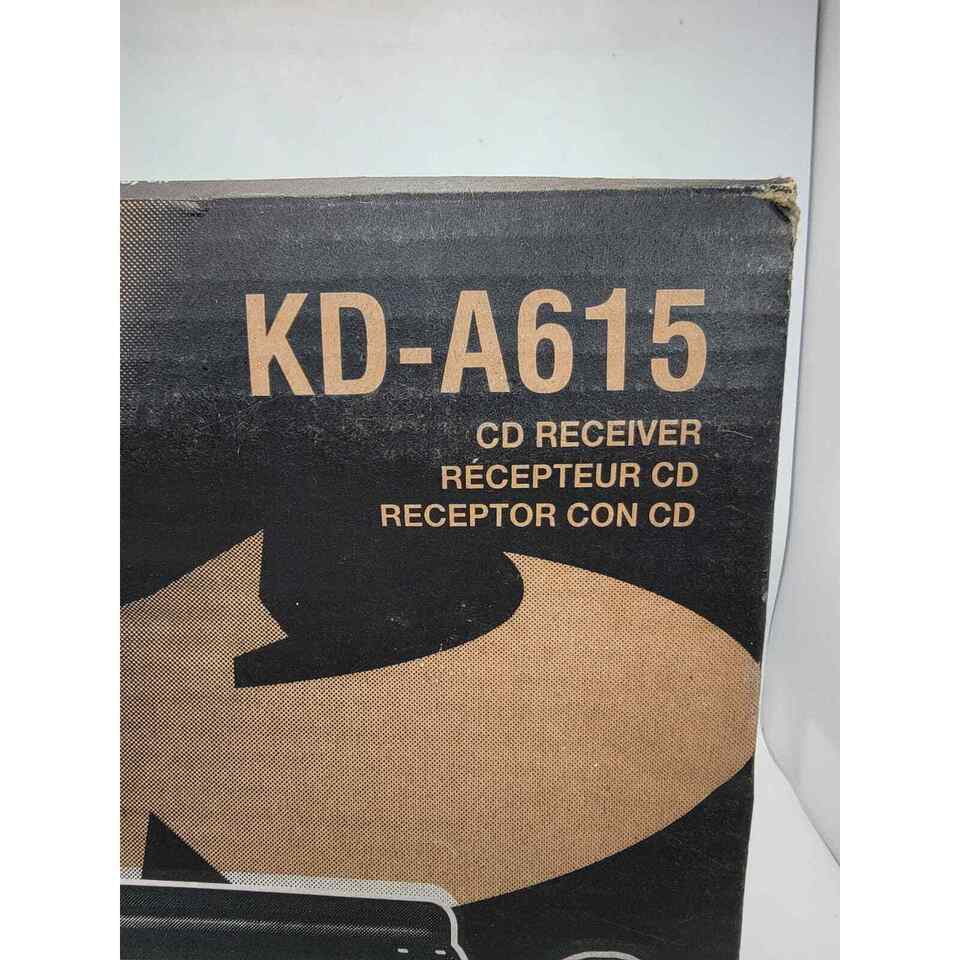 KD-A615
CD RECEIVER
RÉCEPTEUR CD
RECEPTOR CON CD